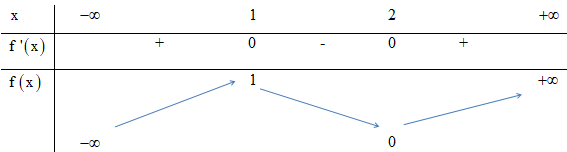 x −∞ 1 2 +∞
f '(x) + 0 - 0 +
f(x) 1 +∞
−∞ 0